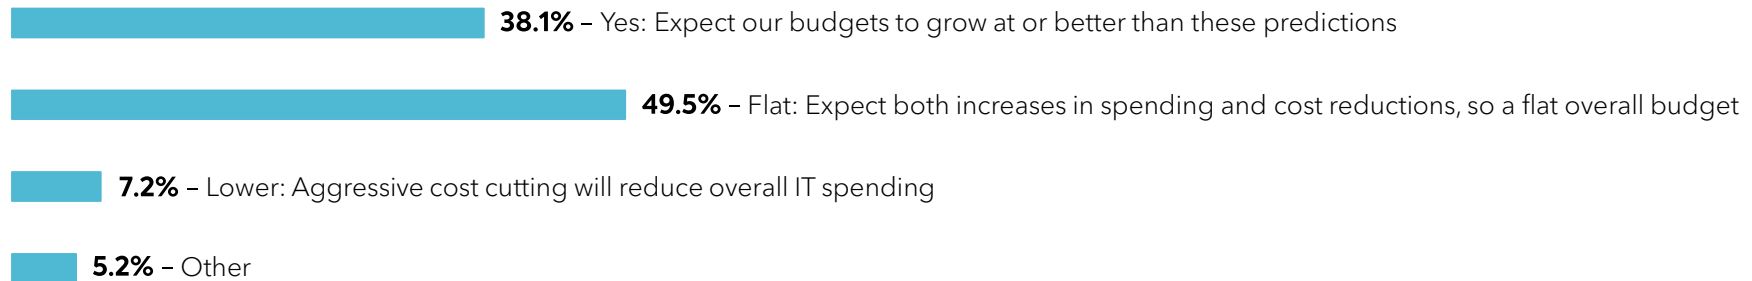 38.1% – Yes: Expect our budgets to grow at or better than these predictions
49.5% – Flat: Expect both increases in spending and cost reductions, so a flat overall budget
7.2% – Lower: Aggressive cost cutting will reduce overall IT spending
5.2% – Other